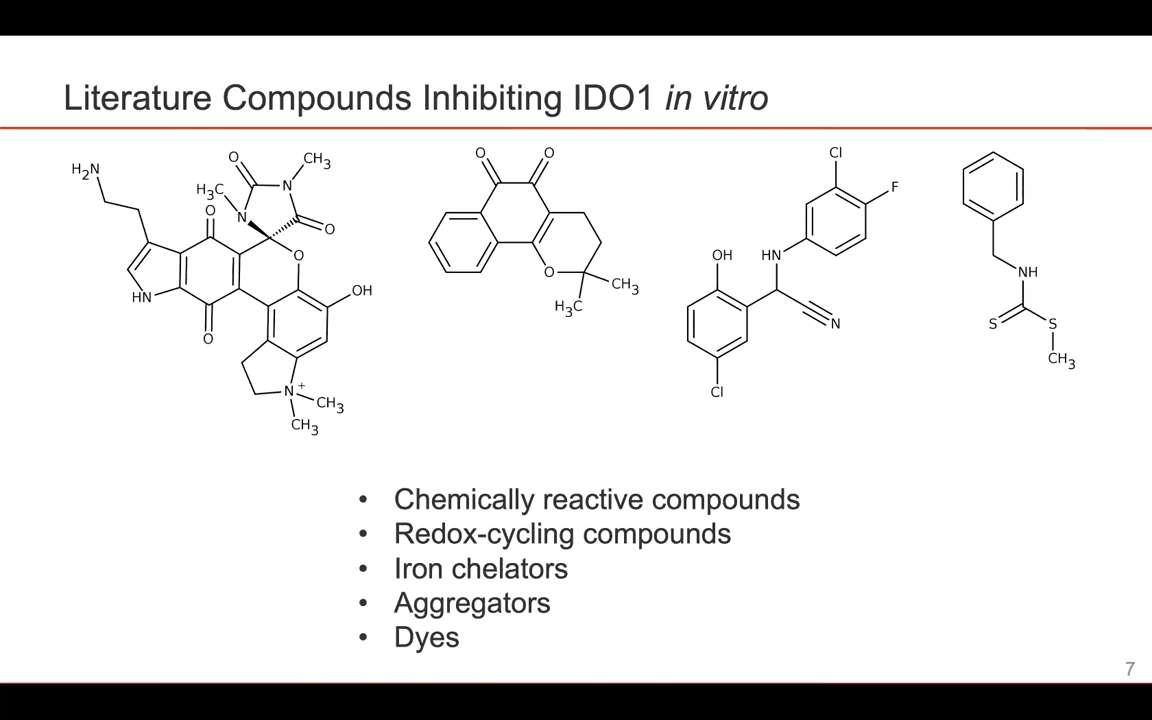 Literature Compounds Inhibiting IDO1 in vitro
H₂N
O
CH₃
H₃C
N
N
O
O
O
HN
O
OH
N⁺
CH₃
CH₃
O
O
O
CH₃
H₃C
Cl
F
OH
HN
N
Cl
NH
S
S
CH₃
• Chemically reactive compounds
• Redox-cycling compounds
• Iron chelators
• Aggregators
• Dyes
7